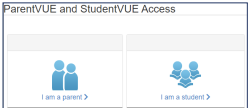 ParentVUE and StudentVUE Access
I am a parent >
I am a student >